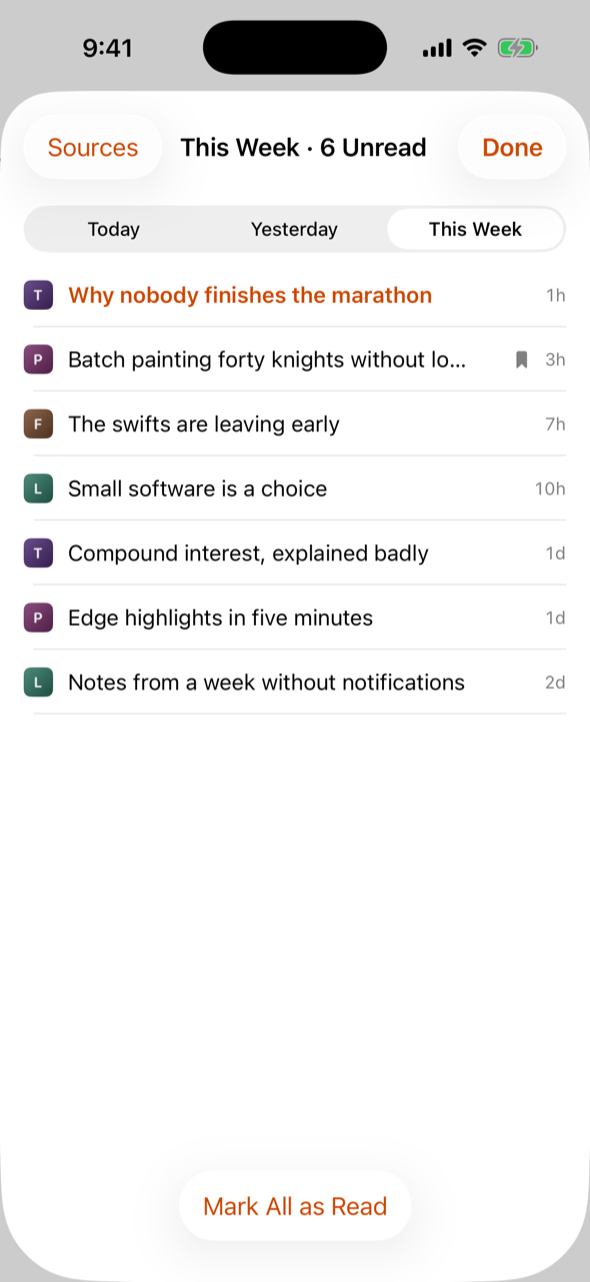 9:41
Sources
This Week · 6 Unread
Done
Today
Yesterday
This Week
T Why nobody finishes the marathon 1h
P Batch painting forty knights without lo... 3h
F The swifts are leaving early 7h
L Small software is a choice 10h
T Compound interest, explained badly 1d
P Edge highlights in five minutes 1d
L Notes from a week without notifications 2d
Mark All as Read